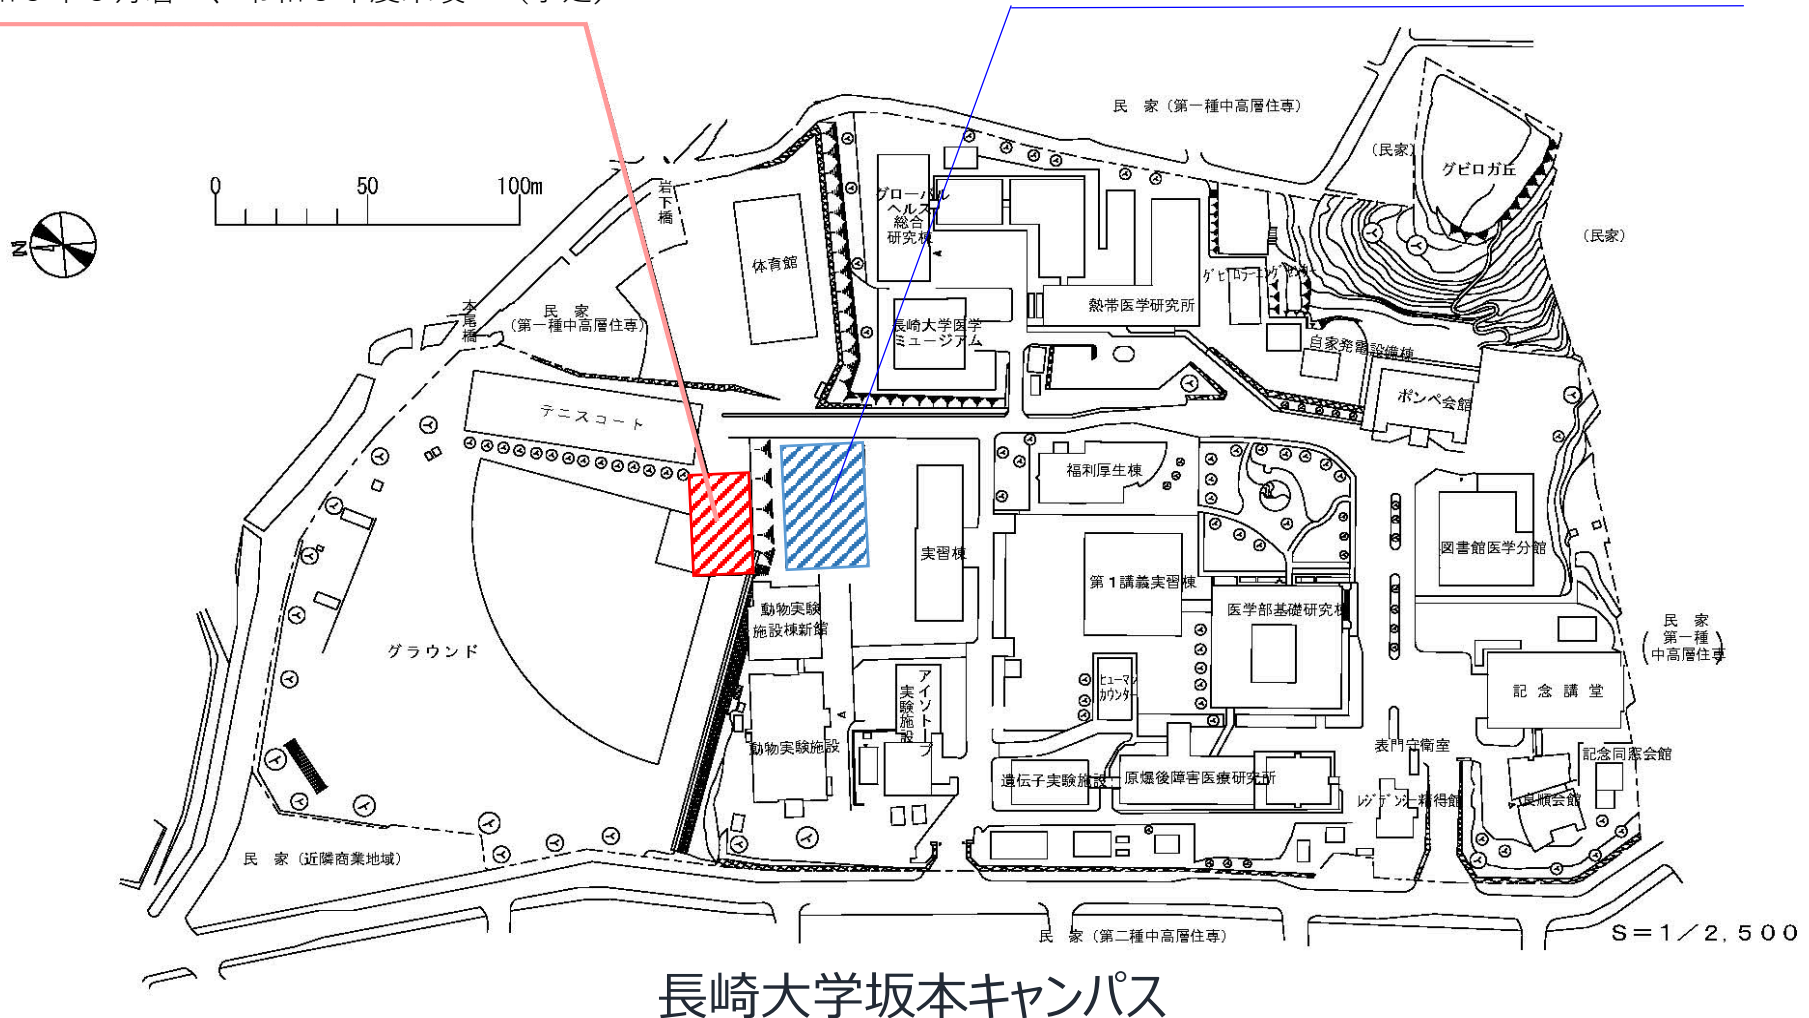 (予定)
民 家 (第一種中高層住専)
(民家)
グビロガ丘
0 50 100m
岩下橋
グローバル
ヘルス
総合
研究棟
(民家)
N
体育館
熱帯医学研究所
民 家
(第一種中高層住専)
長崎大学医学
ミュージアム
自家発電設備棟
ポンペ会館
テニスコート
福利厚生棟
実習棟
図書館医学分館
第1講義実習棟
動物実験
施設棟新館
医学部基礎研究棟
グラウンド
民 家
(第一種
中高層住専)
ヒューマン
カウンター
アイソトープ
実験施設
記念講堂
動物実験施設
表門守衛室
記念同窓会館
遺伝子実験施設
原爆後障害医療研究所
レジデンシー精得館
良順会館
民 家 (近隣商業地域)
民 家 (第二種中高層住専)
S=1/2,500
長崎大学坂本キャンパス